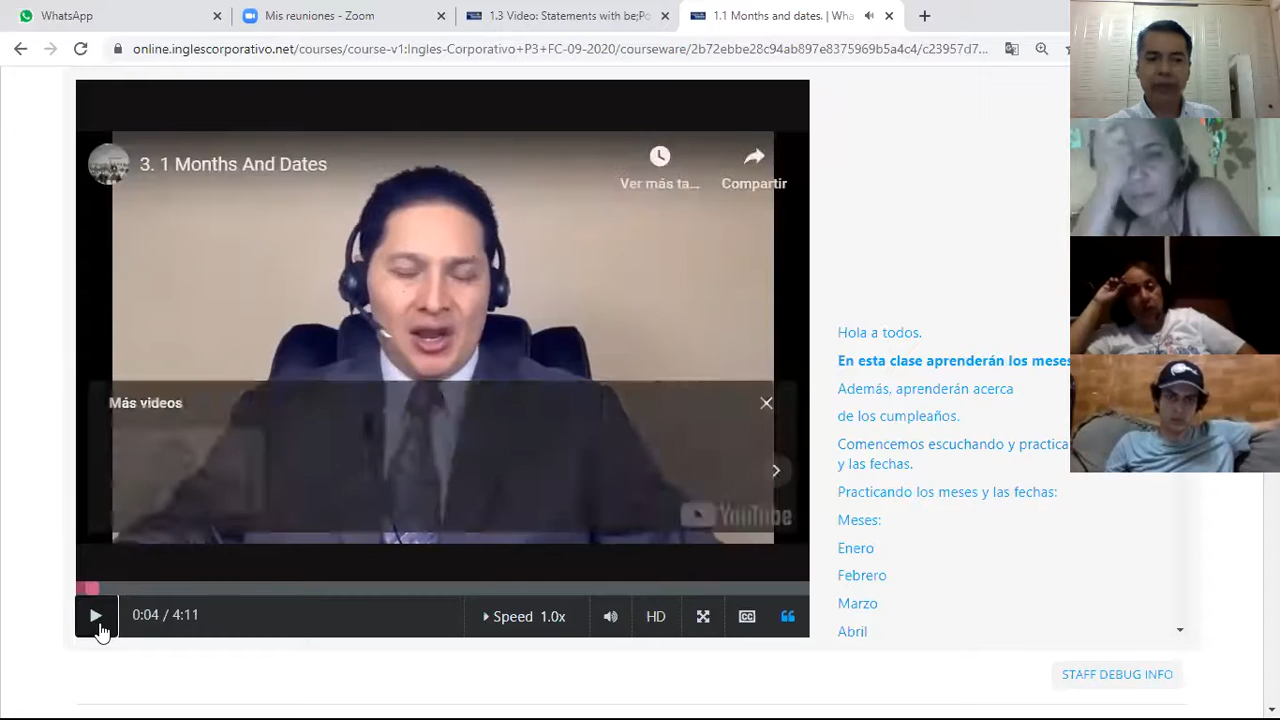 WhatsApp
Mis reuniones - Zoom
1.3 Video: Statements with be;Po
1.1 Months and dates. | Wha
online.inglescorporativo.net/courses/course-v1:Ingles-Corporativo+P3+FC-09-2020/courseware/2b72ebbe28c94ab897e8375969b5a4c4/c23957d7...
3. 1 Months And Dates
Ver más ta...
Compartir
Más videos
YouTube
0:04 / 4:11
Speed 1.0x
HD
CC
Hola a todos.
En esta clase aprenderán los meses
Además, aprenderán acerca
de los cumpleaños.
Comencemos escuchando y practica
y las fechas.
Practicando los meses y las fechas:
Meses:
Enero
Febrero
Marzo
Abril
STAFF DEBUG INFO